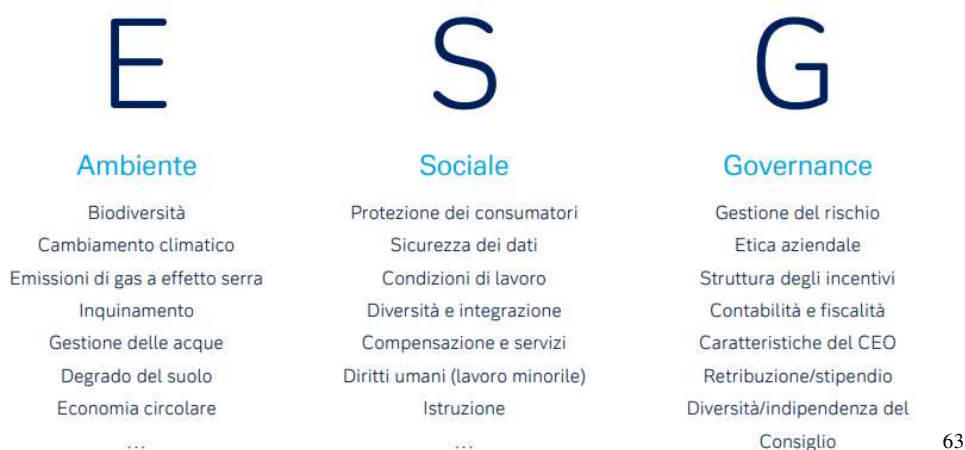 E
Ambiente
Biodiversità
Cambiamento climatico
Emissioni di gas a effetto serra
Inquinamento
Gestione delle acque
Degrado del suolo
Economia circolare
...
S
Sociale
Protezione dei consumatori
Sicurezza dei dati
Condizioni di lavoro
Diversità e integrazione
Compensazione e servizi
Diritti umani (lavoro minorile)
Istruzione
...
G
Governance
Gestione del rischio
Etica aziendale
Struttura degli incentivi
Contabilità e fiscalità
Caratteristiche del CEO
Retribuzione/stipendio
Diversità/indipendenza del
Consiglio
63